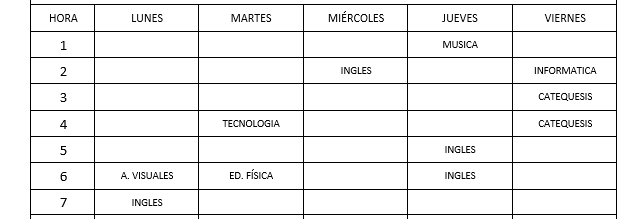 HORA LUNES MARTES MIÉRCOLES JUEVES VIERNES
1 MUSICA
2 INGLES INFORMATICA
3 CATEQUESIS
4 TECNOLOGIA CATEQUESIS
5 INGLES
6 A. VISUALES ED. FÍSICA INGLES
7 INGLES